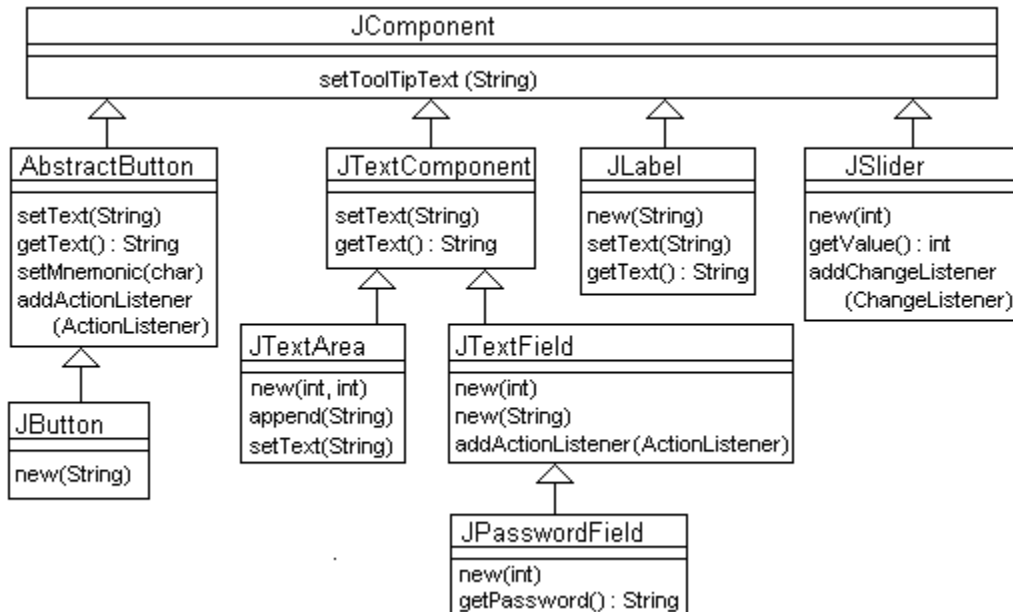 JComponent
setToolTipText (String)
AbstractButton
setText(String)
getText() : String
setMnemonic(char)
addActionListener
(ActionListener)
JTextComponent
setText(String)
getText() : String
JLabel
new(String)
setText(String)
getText() : String
JSlider
new(int)
getValue() : int
addChangeListener
(ChangeListener)
JButton
new(String)
JTextArea
new(int, int)
append(String)
setText(String)
JTextField
new(int)
new(String)
addActionListener(ActionListener)
JPasswordField
new(int)
getPassword() : String